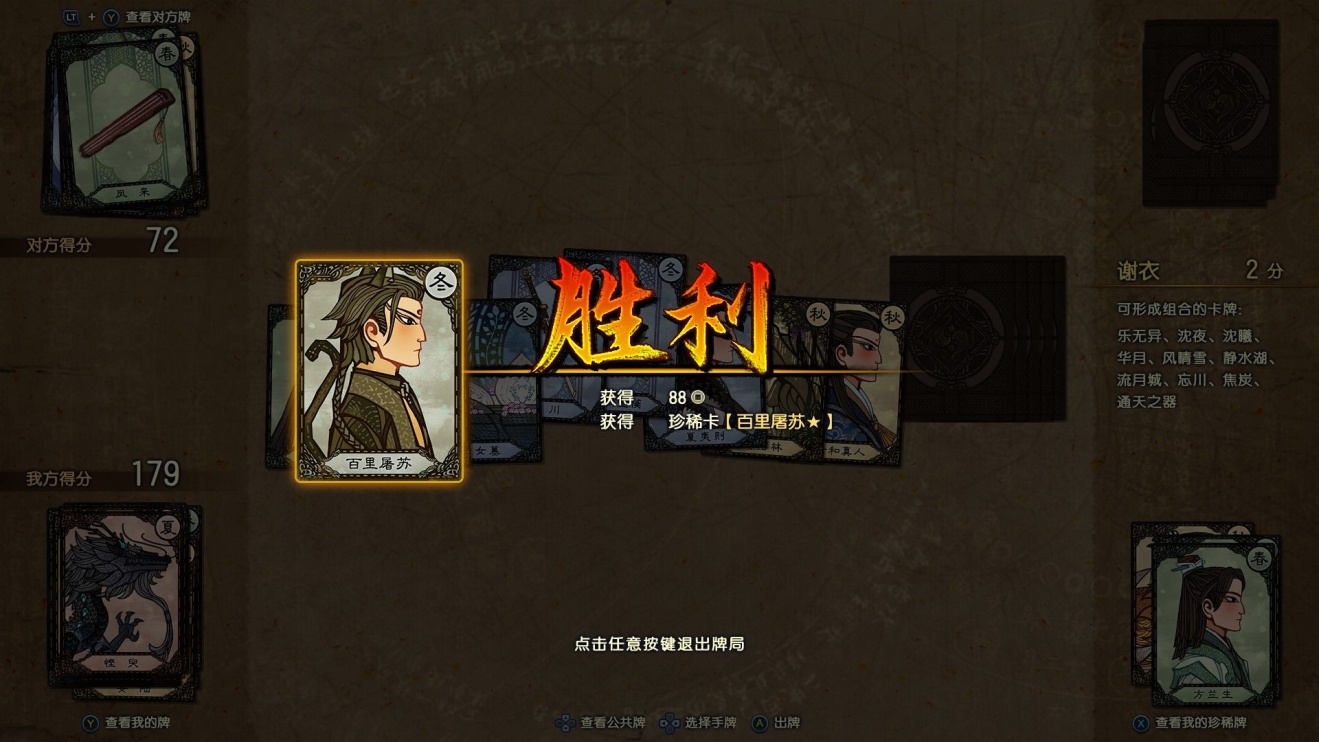 LT + Y 查看对方牌
春
秋
凤来
对方得分 72
谢衣 2 分
可形成组合的卡牌:
乐无异、沈夜、沈曦、
华月、风晴雪、静水湖、
流月城、忘川、焦炭、
通天之器
冬
百里屠苏
冬
女墓
川
冬
夏夷则
秋
林
秋
和真人
胜利
获得 88
获得 珍稀卡【百里屠苏★】
我方得分 179
夏
悭臾
春
方兰生
点击任意按键退出牌局
Y 查看我的牌
查看公共牌 选择手牌 A 出牌
X 查看我的珍稀牌